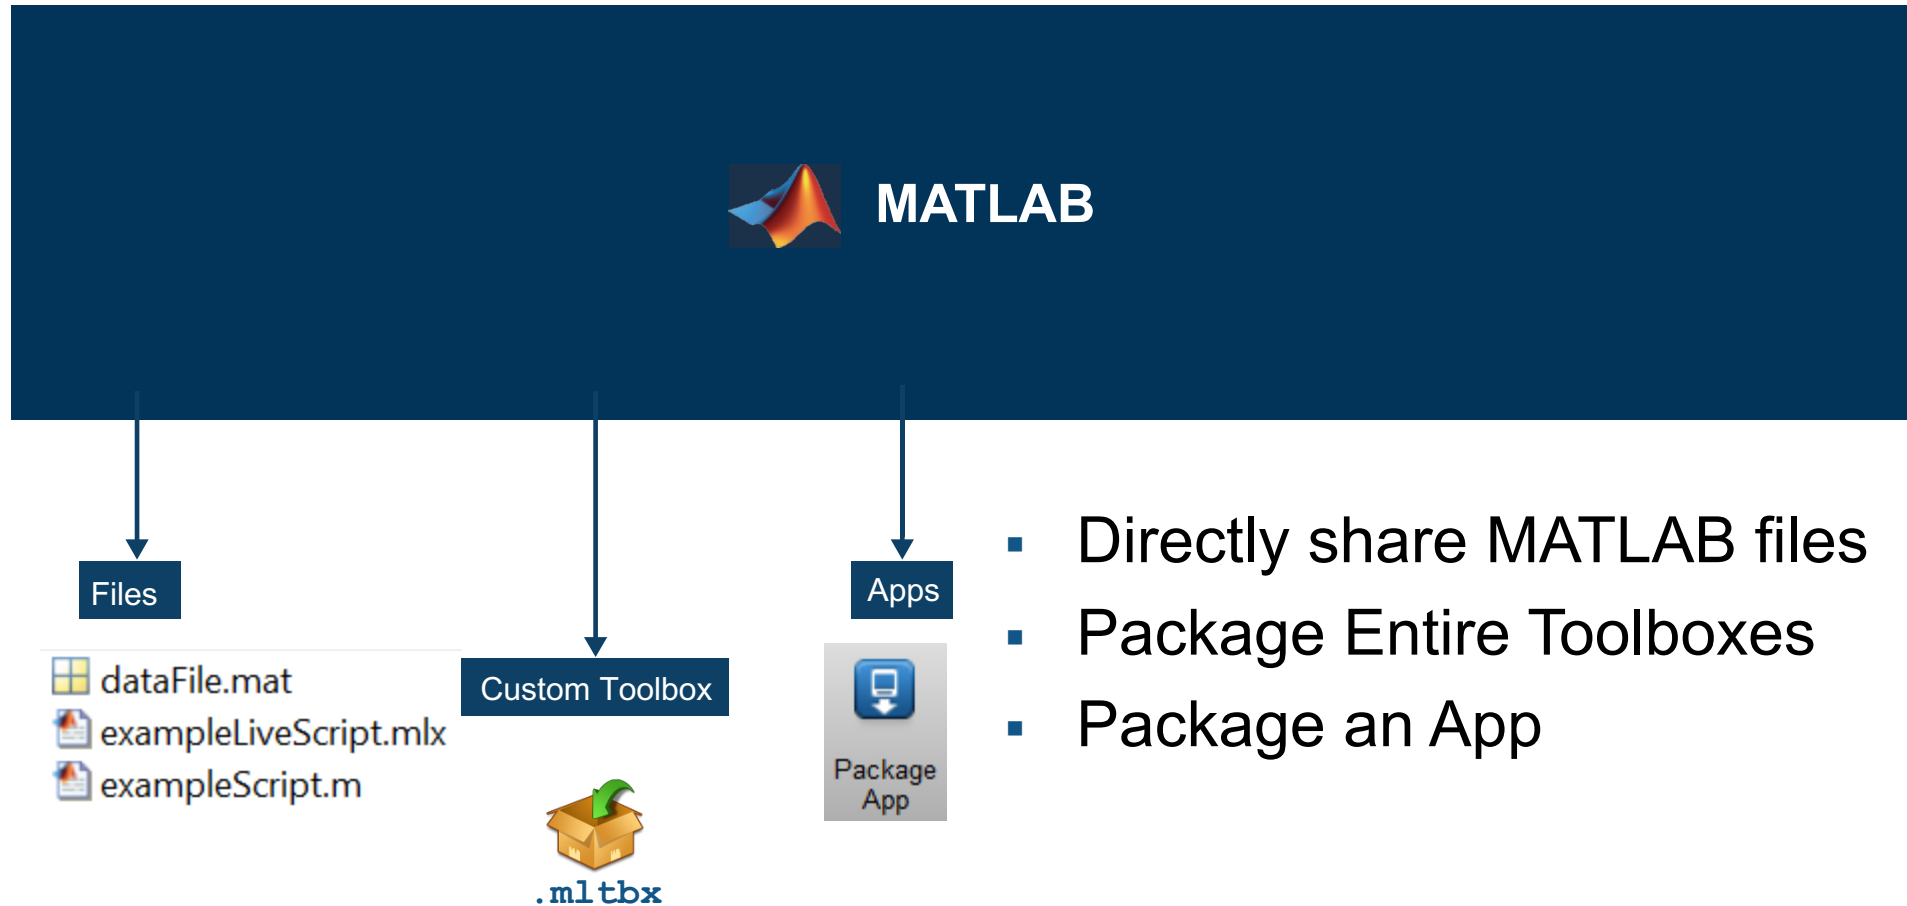 MATLAB
Files
dataFile.mat
exampleLiveScript.mlx
exampleScript.m
Custom Toolbox
.mltbx
Apps
Package
App
▪ Directly share MATLAB files
▪ Package Entire Toolboxes
▪ Package an App